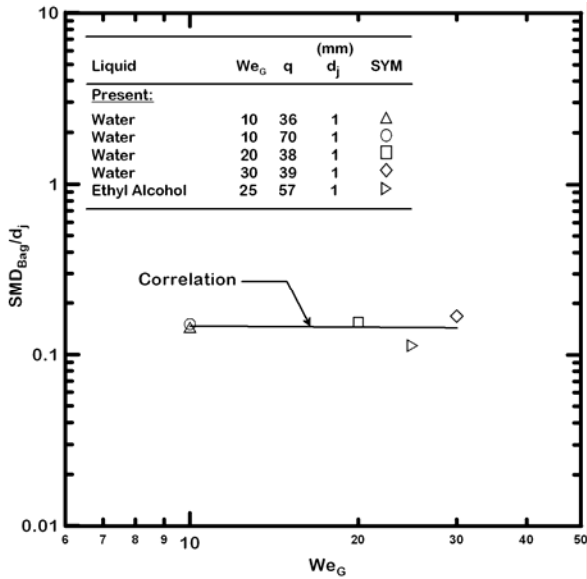 10
(mm)
Liquid We_G q d_j SYM
Present:
Water 10 36 1 △
Water 10 70 1 ○
Water 20 38 1 □
Water 30 39 1 ◇
Ethyl Alcohol 25 57 1 ▷
1
SMD_Bag/d_j
Correlation
0.1
0.01
6 7 8 9 10 20 30 40 50
We_G